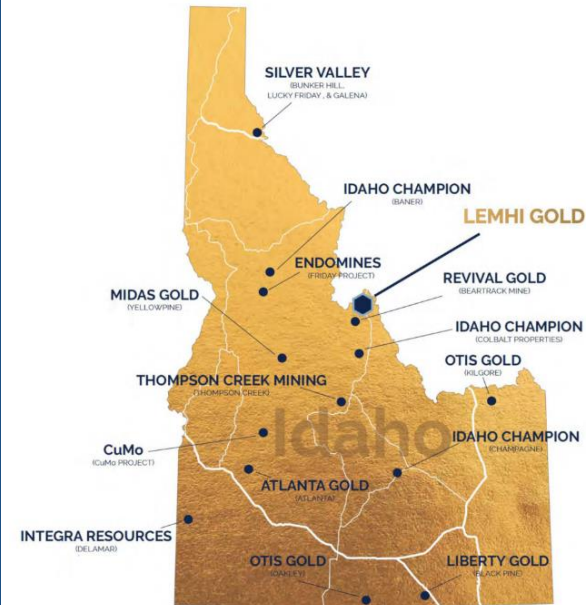 SILVER VALLEY
(BUNKER HILL,
LUCKY FRIDAY, & GALENA)
IDAHO CHAMPION
(BANER)
LEMHI GOLD
ENDOMINES
(FRIDAY PROJECT)
REVIVAL GOLD
(BEARTRACK MINE)
MIDAS GOLD
(YELLOWPINE)
IDAHO CHAMPION
(COLBALT PROPERTIES)
OTIS GOLD
(KILGORE)
THOMPSON CREEK MINING
(THOMPSON CREEK)
Idaho
IDAHO CHAMPION
(CHAMPAGNE)
CuMo
(CuMo PROJECT)
ATLANTA GOLD
(ATLANTA)
INTEGRA RESOURCES
(DELAMAR)
OTIS GOLD
(OAKLEY)
LIBERTY GOLD
(BLACK PINE)